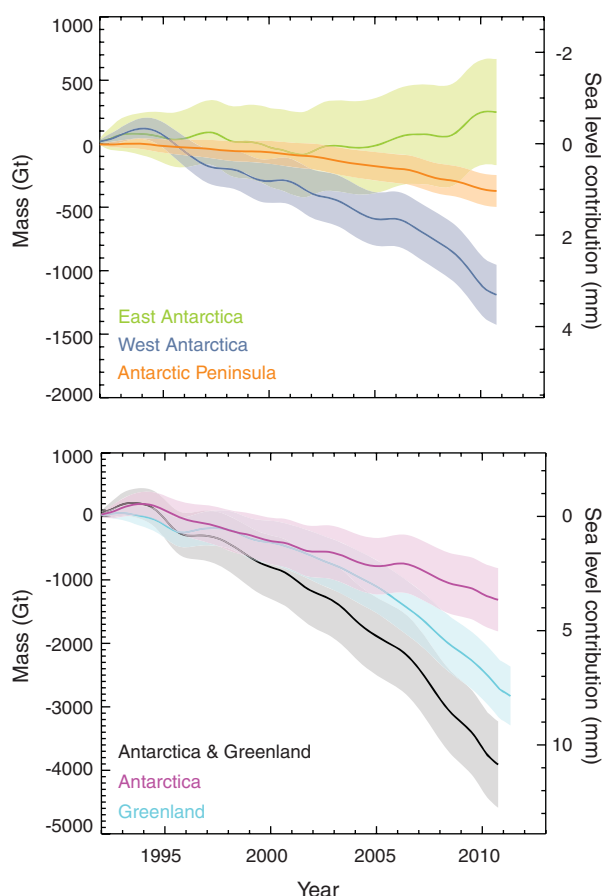 1000
500
0
-500
-1000
-1500
-2000
Mass (Gt)
-2
0
2
4
Sea level contribution (mm)
East Antarctica
West Antarctica
Antarctic Peninsula
1000
0
-1000
-2000
-3000
-4000
-5000
Mass (Gt)
0
5
10
Sea level contribution (mm)
Antarctica & Greenland
Antarctica
Greenland
1995
2000
2005
2010
Year